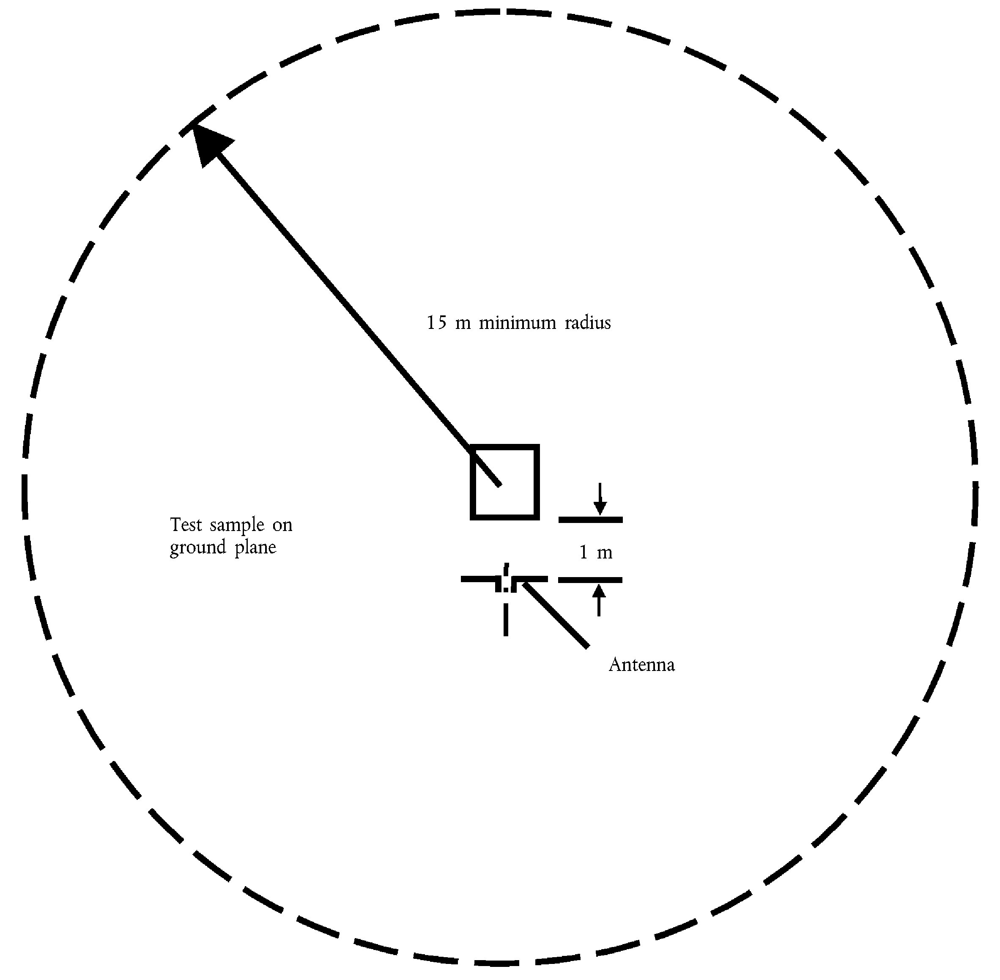 15 m minimum radius
Test sample on
ground plane
1 m
Antenna